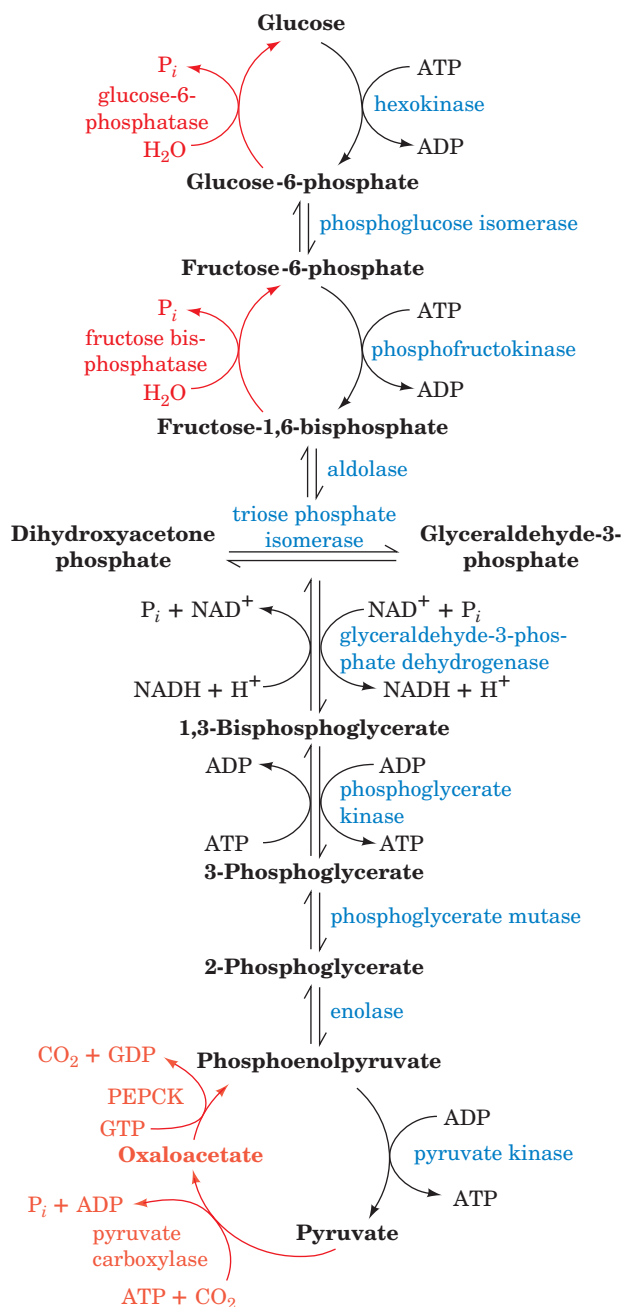 Glucose
Pi
ATP
glucose-6-
phosphatase
hexokinase
H2O
ADP
Glucose-6-phosphate
phosphoglucose isomerase
Fructose-6-phosphate
Pi
ATP
fructose bis-
phosphatase
phosphofructokinase
H2O
ADP
Fructose-1,6-bisphosphate
aldolase
Dihydroxyacetone
phosphate
triose phosphate
isomerase
Glyceraldehyde-3-
phosphate
Pi + NAD+
NAD+ + Pi
glyceraldehyde-3-phos-
phate dehydrogenase
NADH + H+
NADH + H+
1,3-Bisphosphoglycerate
ADP
ADP
phosphoglycerate
kinase
ATP
ATP
3-Phosphoglycerate
phosphoglycerate mutase
2-Phosphoglycerate
enolase
Phosphoenolpyruvate
CO2 + GDP
PEPCK
GTP
ADP
Oxaloacetate
pyruvate kinase
ATP
Pi + ADP
Pyruvate
pyruvate
carboxylase
ATP + CO2